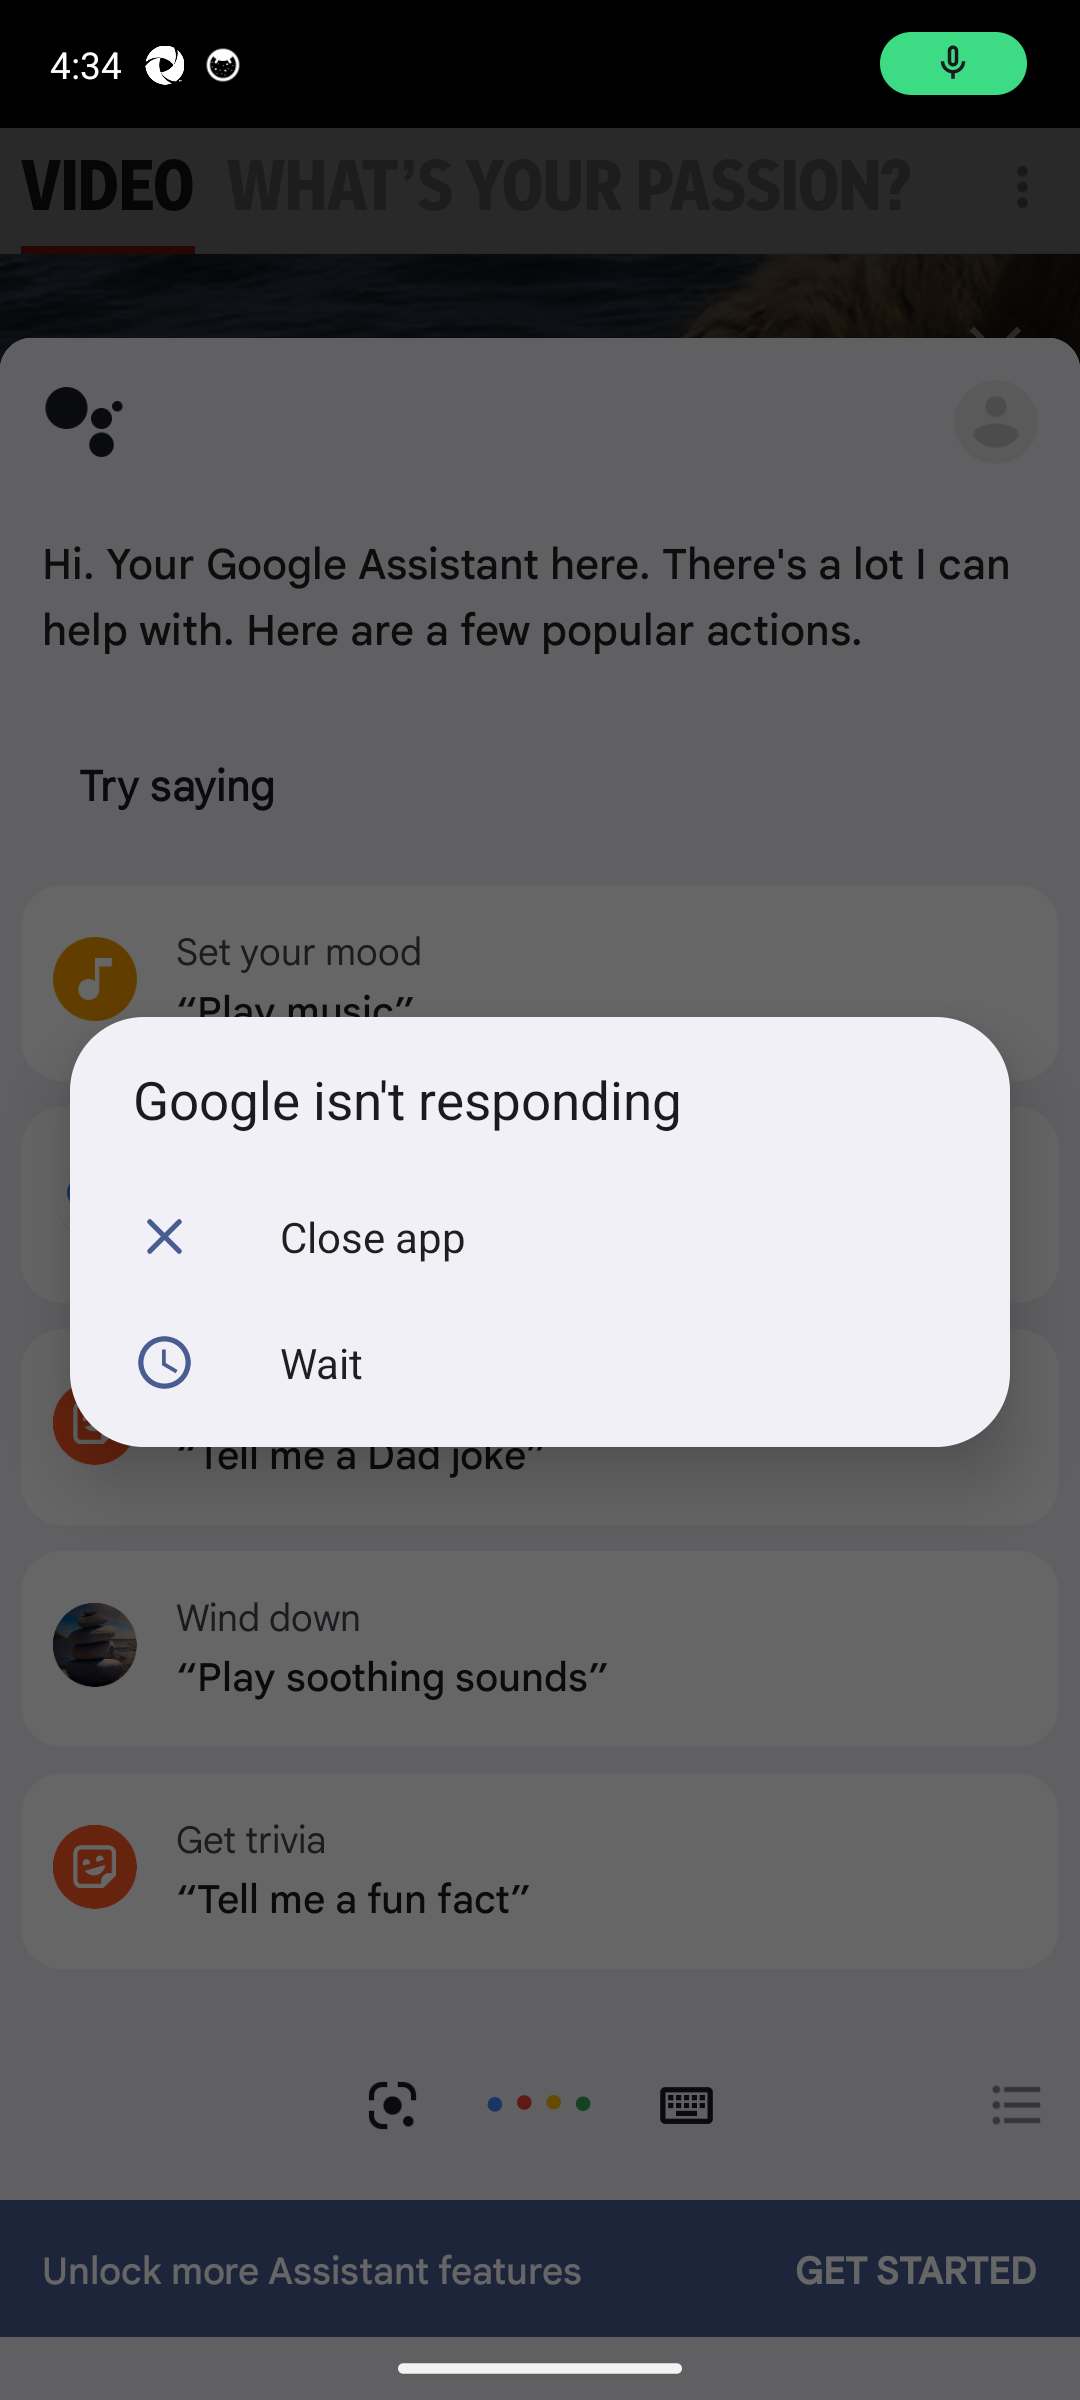 4:34
VIDEO WHAT'S YOUR PASSION?
Hi. Your Google Assistant here. There's a lot I can
help with. Here are a few popular actions.
Try saying
Set your mood
“Play music”
Google isn't responding
Close app
Wait
“Tell me a Dad joke”
Wind down
“Play soothing sounds”
Get trivia
“Tell me a fun fact”
Unlock more Assistant features GET STARTED